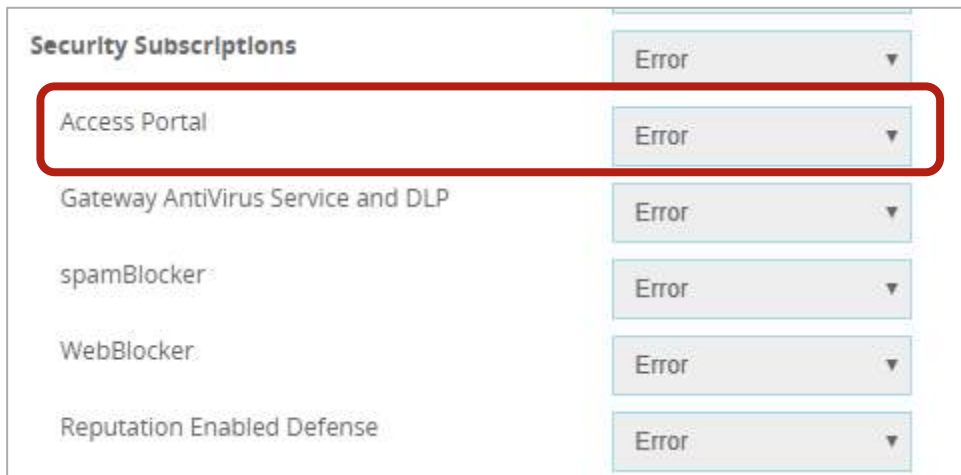 Security Subscriptions Error
Access Portal Error
Gateway AntiVirus Service and DLP Error
spamBlocker Error
WebBlocker Error
Reputation Enabled Defense Error